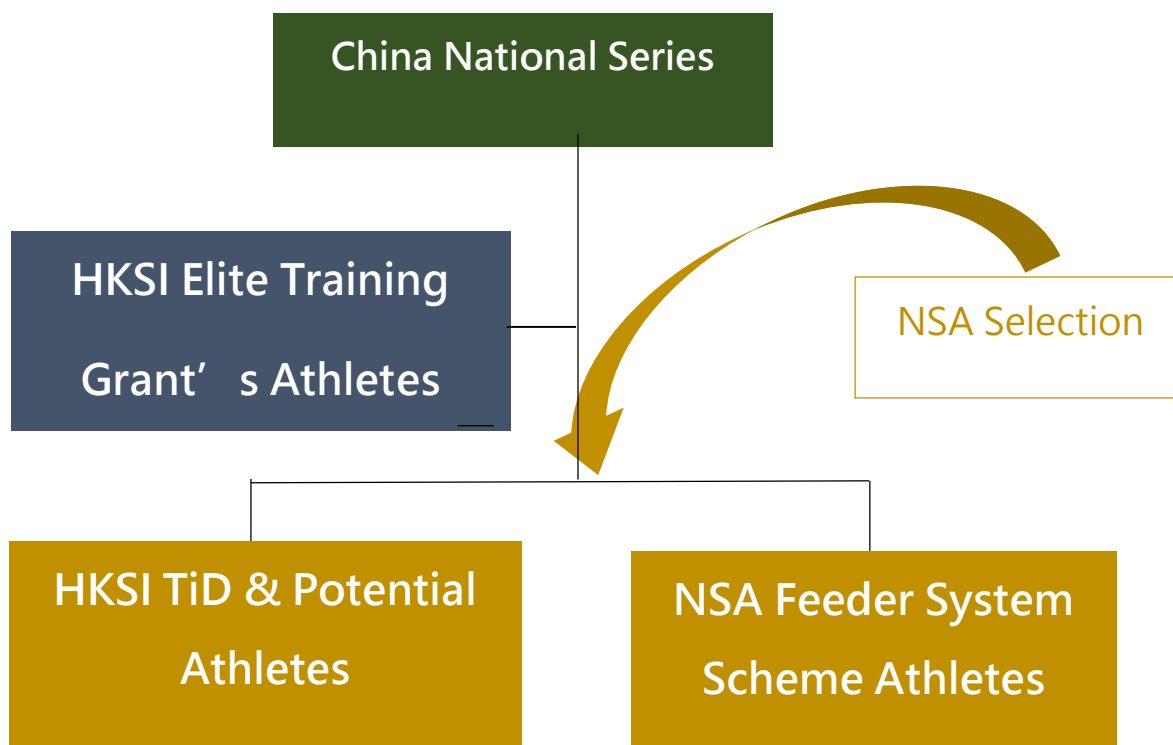 China National Series
HKSI Elite Training
Grant’ s Athletes
NSA Selection
HKSI TiD & Potential
Athletes
NSA Feeder System
Scheme Athletes